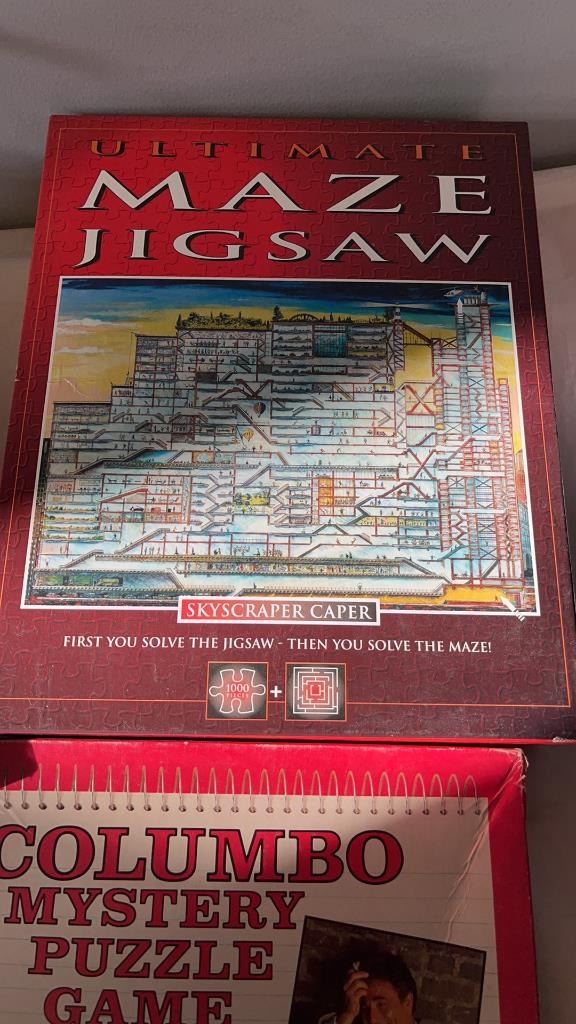 ULTIMATE
MAZE
JIGSAW
SKYSCRAPER CAPER
FIRST YOU SOLVE THE JIGSAW - THEN YOU SOLVE THE MAZE!
1000
PIECES
+
COLUMBO
MYSTERY
PUZZLE
GAME